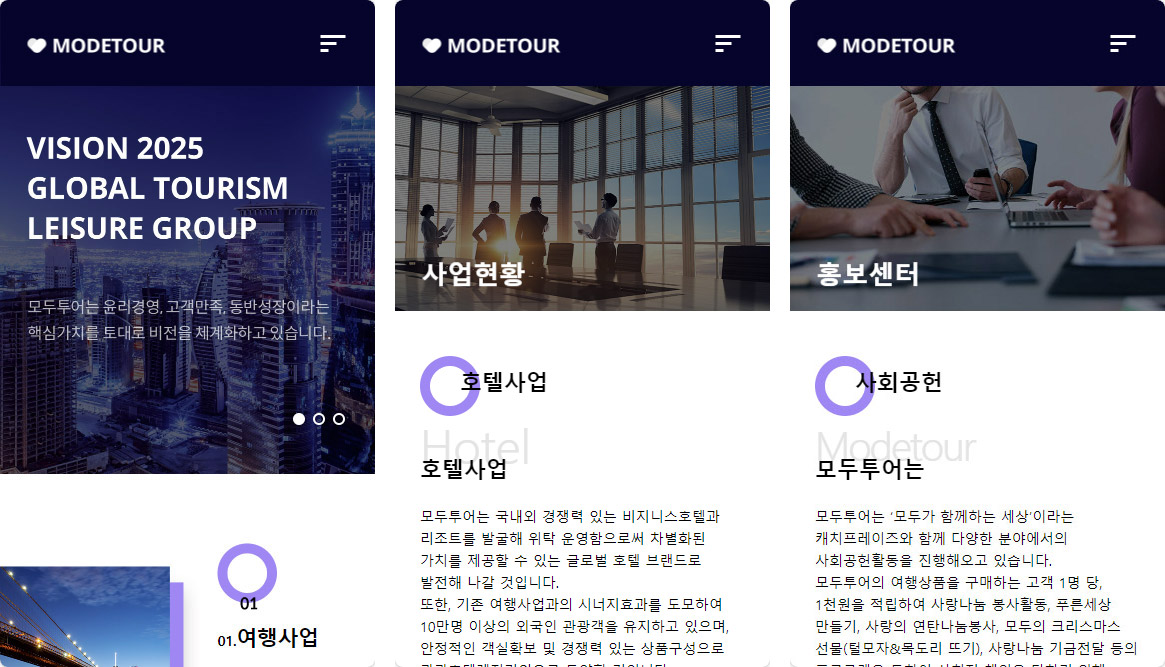 MODETOUR
VISION 2025
GLOBAL TOURISM
LEISURE GROUP
모두투어는 윤리경영, 고객만족, 동반성장이라는
핵심가치를 토대로 비전을 체계화하고 있습니다.
01
01.여행사업
MODETOUR
사업현황
호텔사업
Hotel
호텔사업
모두투어는 국내외 경쟁력 있는 비지니스호텔과
리조트를 발굴해 위탁 운영함으로써 차별화된
가치를 제공할 수 있는 글로벌 호텔 브랜드로
발전해 나갈 것입니다.
또한, 기존 여행사업과의 시너지효과를 도모하여
10만명 이상의 외국인 관광객을 유지하고 있으며,
안정적인 객실확보 및 경쟁력 있는 상품구성으로
MODETOUR
홍보센터
사회공헌
Modetour
모두투어는
모두투어는 ‘모두가 함께하는 세상’이라는
캐치프레이즈와 함께 다양한 분야에서의
사회공헌활동을 진행해오고 있습니다.
모두투어의 여행상품을 구매하는 고객 1명 당,
1천원을 적립하여 사랑나눔 봉사활동, 푸른세상
만들기, 사랑의 연탄나눔봉사, 모두의 크리스마스
선물(털모자&목도리 뜨기), 사랑나눔 기금전달 등의